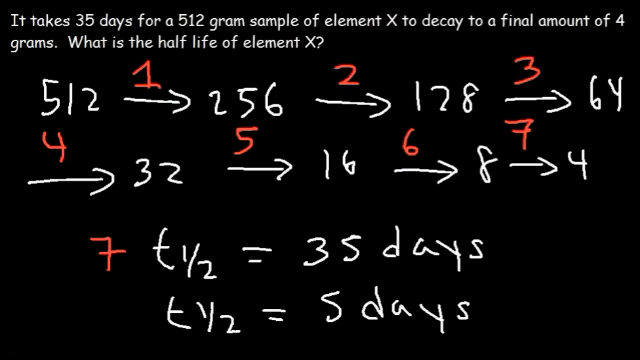 It takes 35 days for a 512 gram sample of element X to decay to a final amount of 4
grams. What is the half life of element X?
1 2 3
512 → 256 → 128 → 64
4 5 6 7
→ 32 → 16 → 8 → 4
7 t 1/2 = 35 days
t 1/2 = 5 days